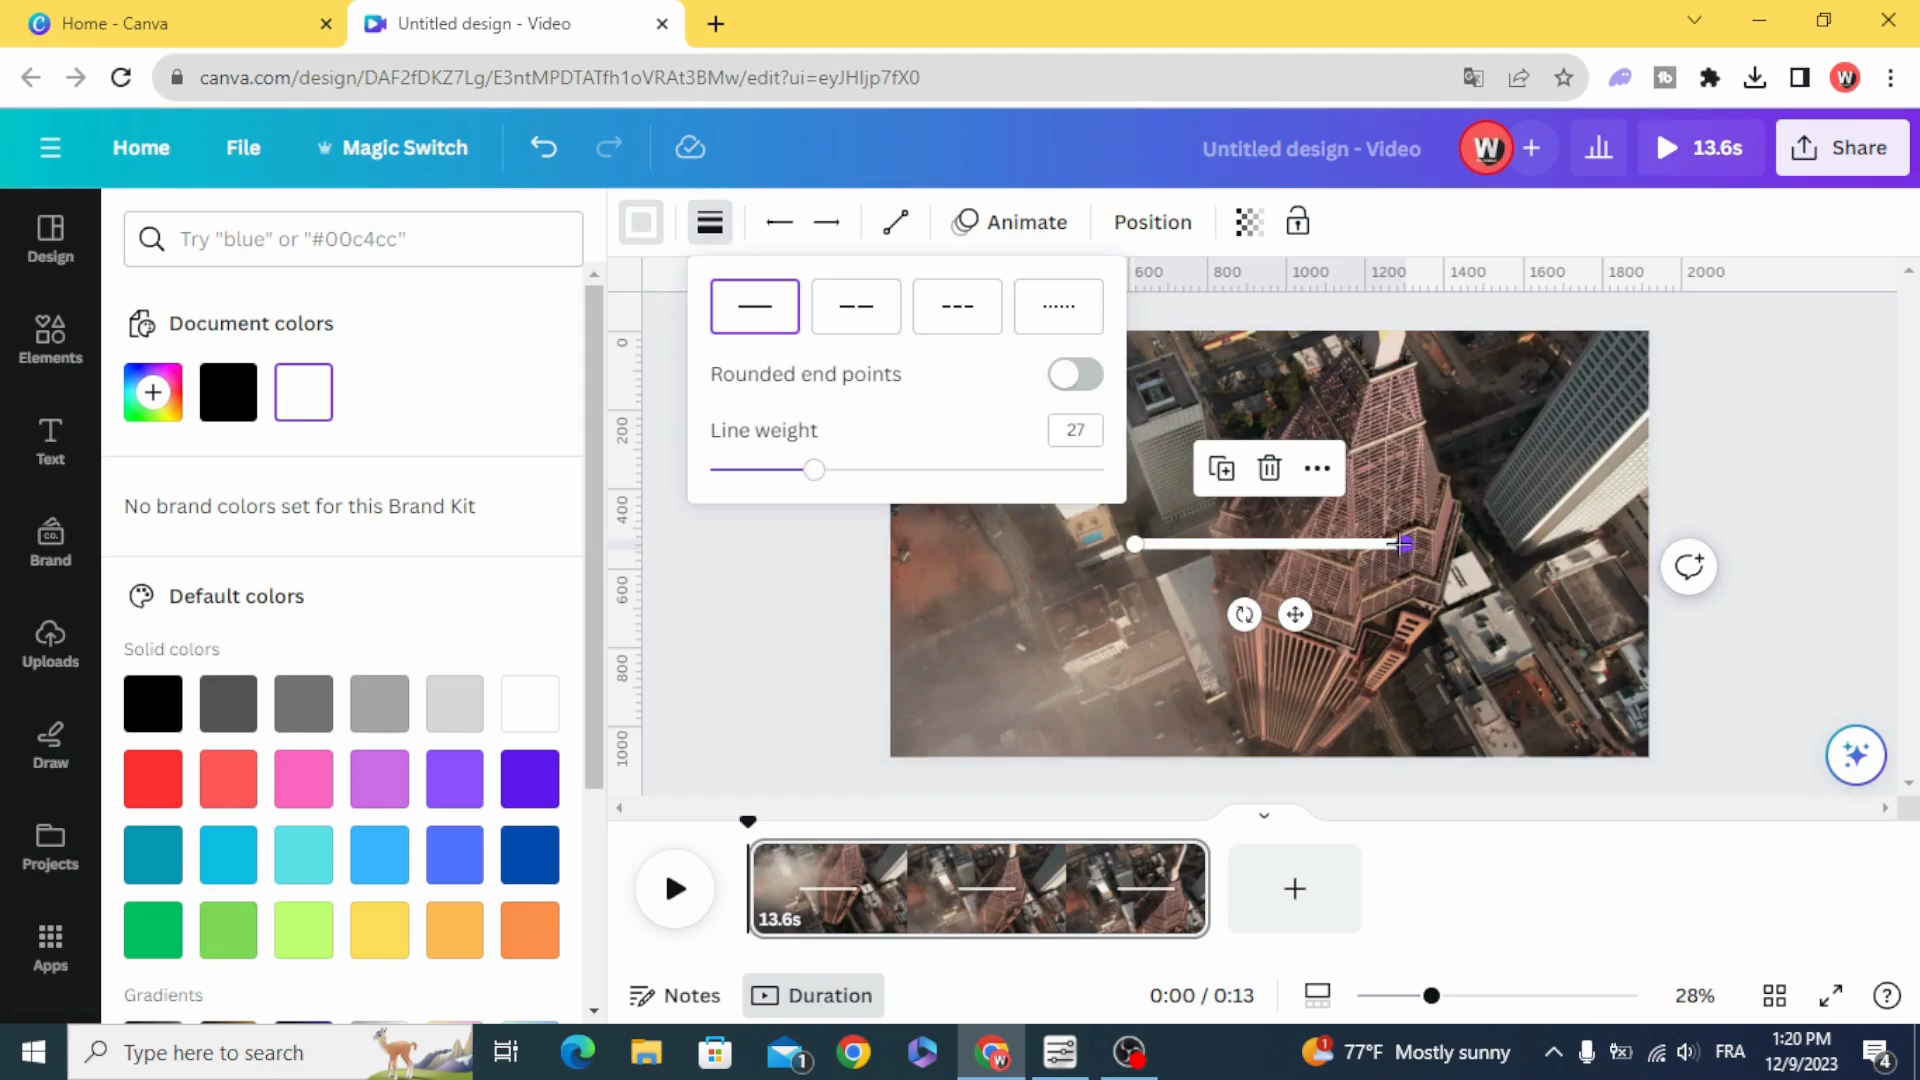 Home - Canva
Untitled design - Video
canva.com/design/DAF2fDKZ7Lg/E3ntMPDTATfh1oVRAt3BMw/edit?ui=eyJHIjp7fX0
Home
File
Magic Switch
Untitled design - Video
W
13.6s
Share
Design
Elements
Text
Brand
Uploads
Draw
Projects
Apps
Try "blue" or "#00c4cc"
Document colors
No brand colors set for this Brand Kit
Default colors
Solid colors
Gradients
Animate
Position
Rounded end points
Line weight
27
600 800 1000 1200 1400 1600 1800 2000
0
200
400
600
800
1000
13.6s
Notes
Duration
0:00 / 0:13
28%
Type here to search
1
1
77°F Mostly sunny
FRA
1:20 PM
12/9/2023
4